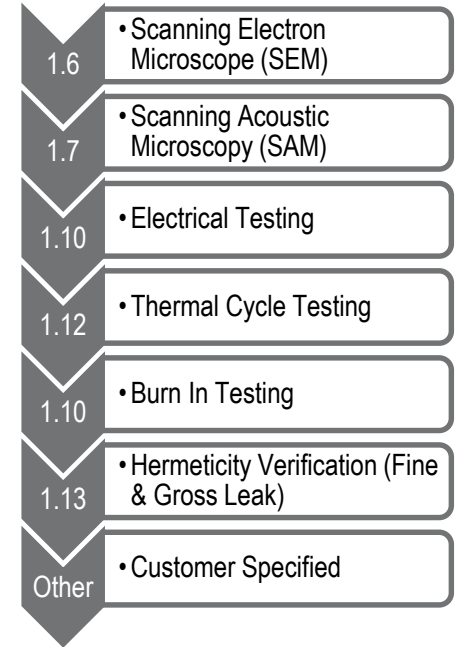 1.6
• Scanning Electron
Microscope (SEM)
1.7
• Scanning Acoustic
Microscopy (SAM)
1.10
• Electrical Testing
1.12
• Thermal Cycle Testing
1.10
• Burn In Testing
1.13
• Hermeticity Verification (Fine
& Gross Leak)
Other
• Customer Specified